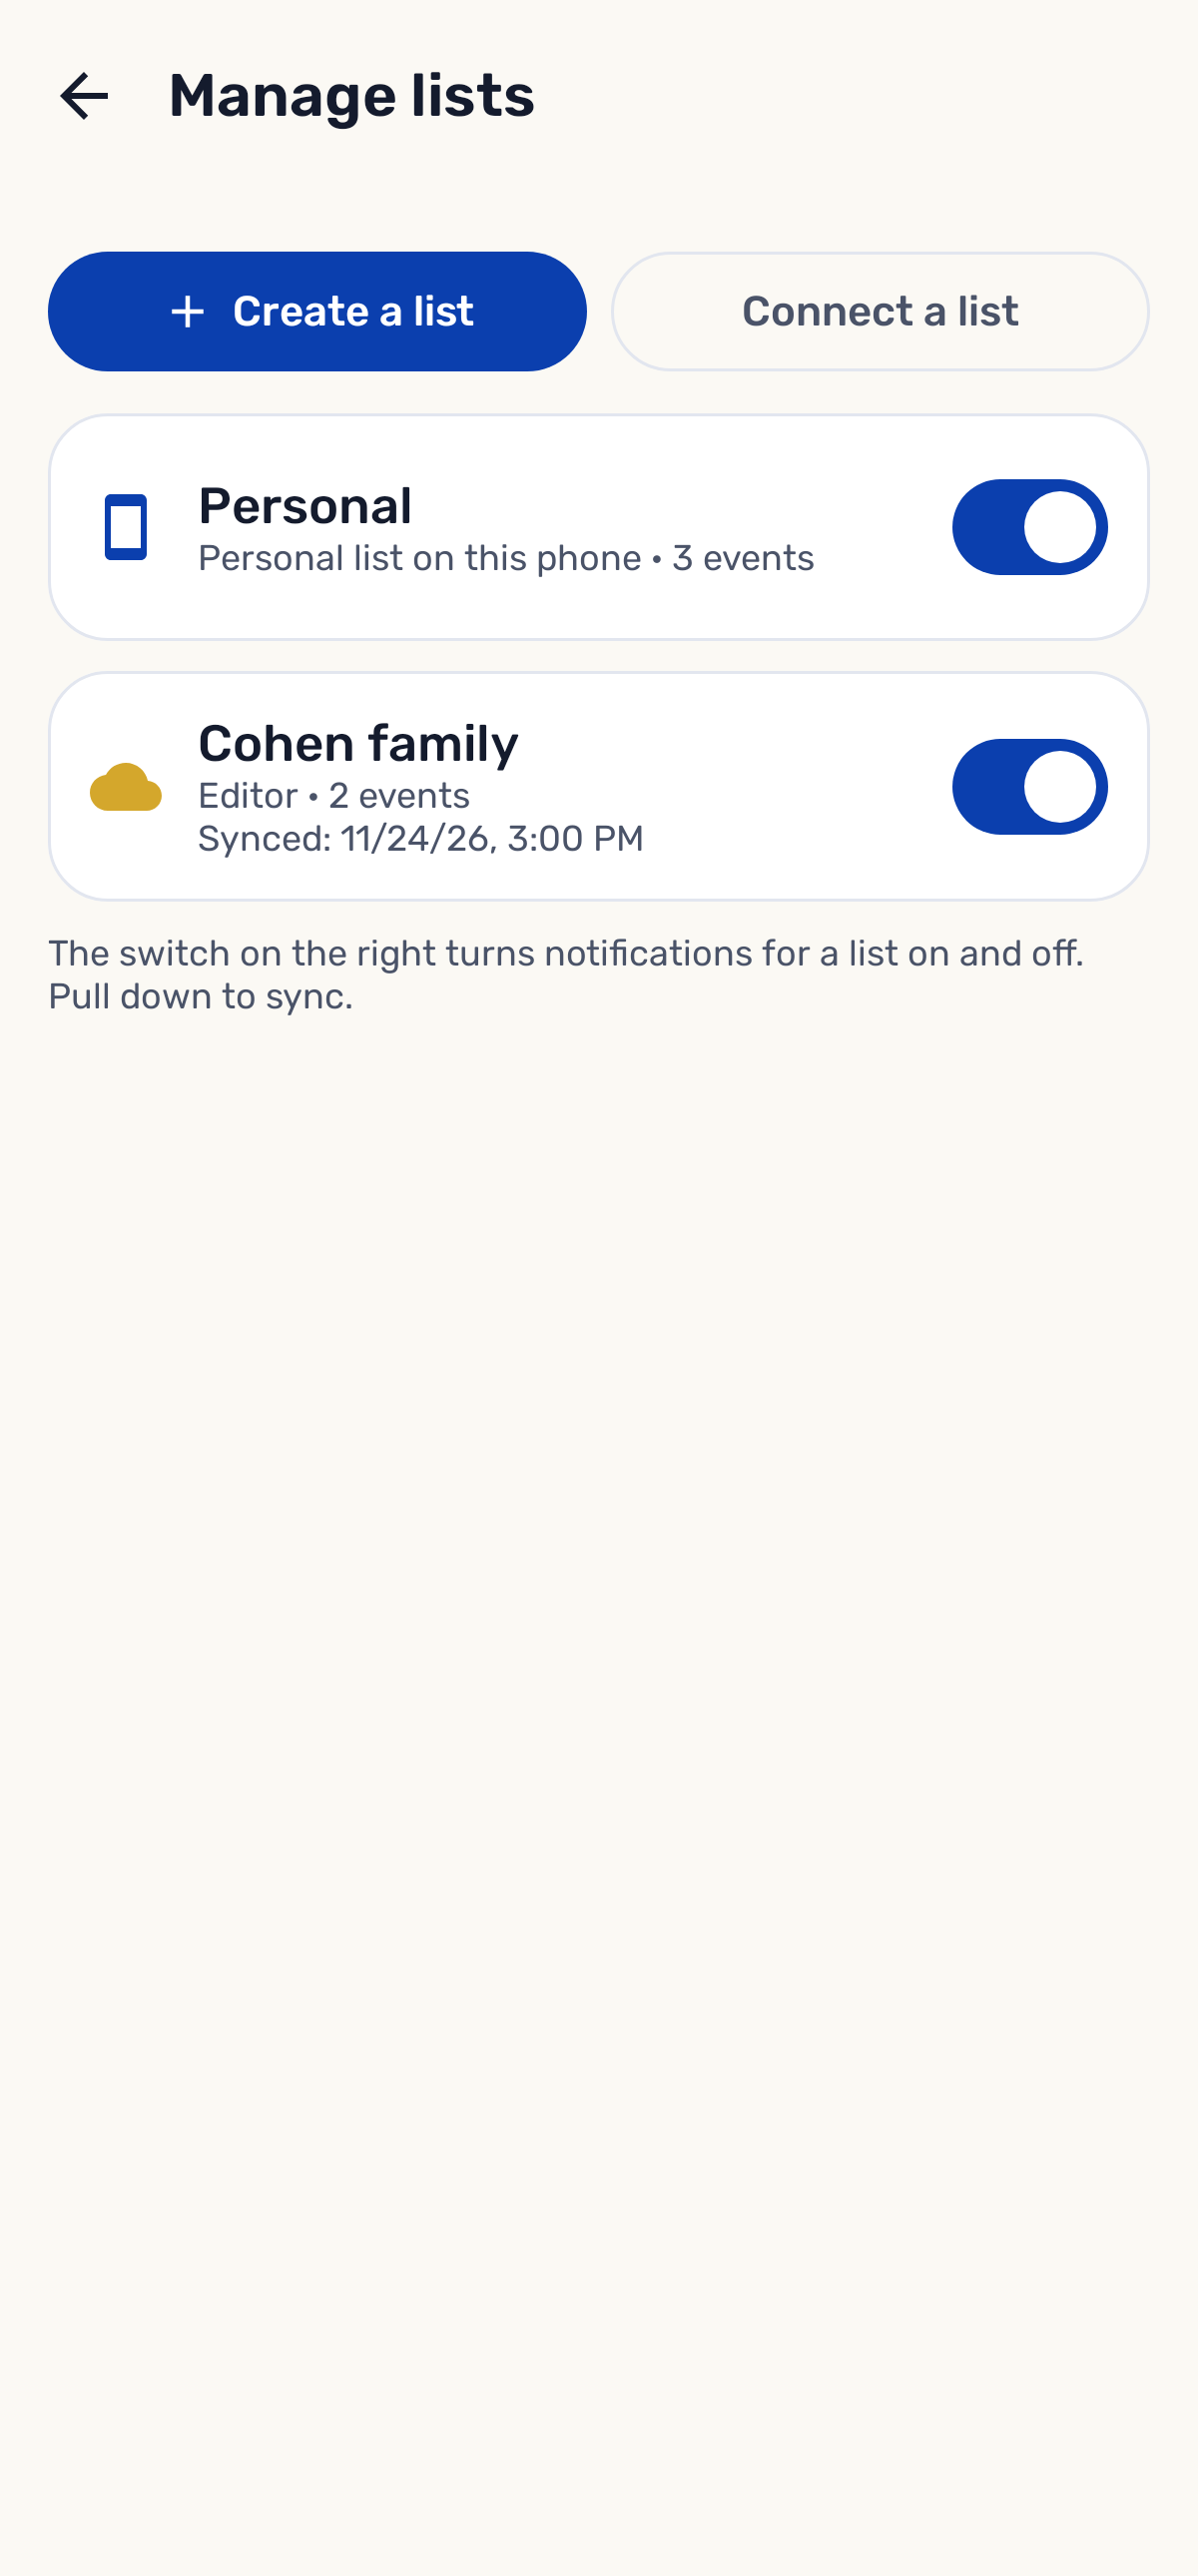 Manage lists
Create a list
Connect a list
Personal
Personal list on this phone • 3 events
Cohen family
Editor • 2 events
Synced: 11/24/26, 3:00 PM
The switch on the right turns notifications for a list on and off.
Pull down to sync.